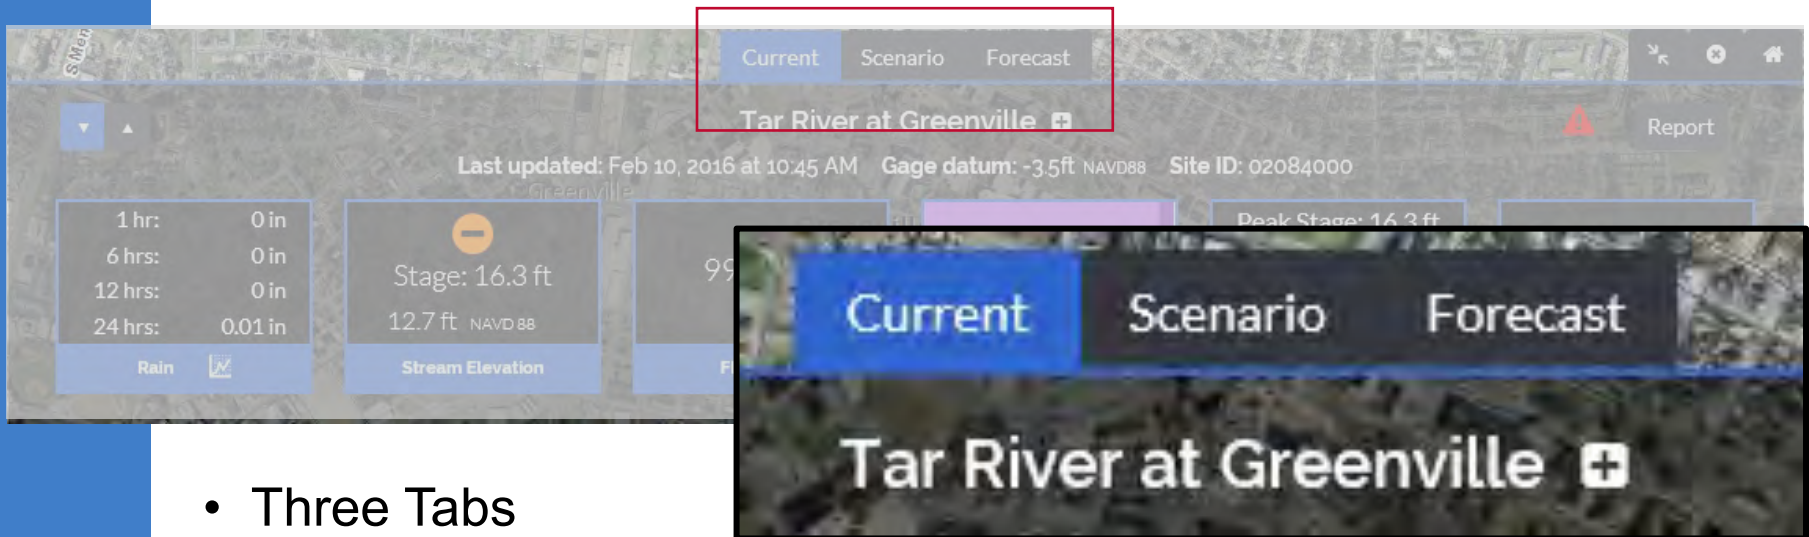 S Mem
Current Scenario Forecast
Tar River at Greenville
Report
Last updated: Feb 10, 2016 at 10:45 AM Gage datum: -3.5ft NAVD88 Site ID: 02084000
Greenville
1 hr: 0 in
6 hrs: 0 in
12 hrs: 0 in
24 hrs: 0.01 in
Rain
Stage: 16.3 ft
12.7 ft NAVD 88
Stream Elevation
99
Peak Stage: 16.3 ft
Current Scenario Forecast
Tar River at Greenville
• Three Tabs